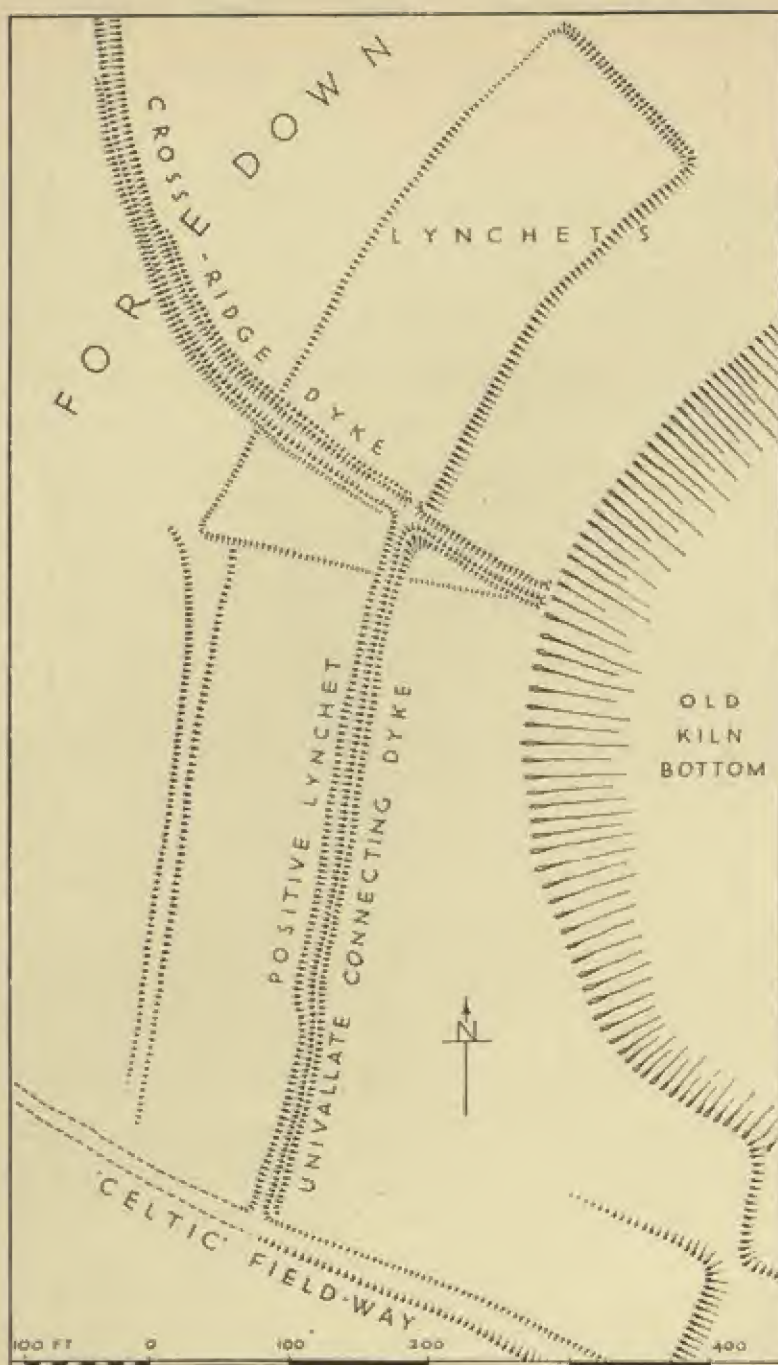 FORE DOWN
CROSS-RIDGE DYKE
LYNCHETS
OLD
KILN
BOTTOM
POSITIVE LYNCHET
UNIVALLATE CONNECTING DYKE
N
'CELTIC' FIELD-WAY
100 FT 0 100 200 400